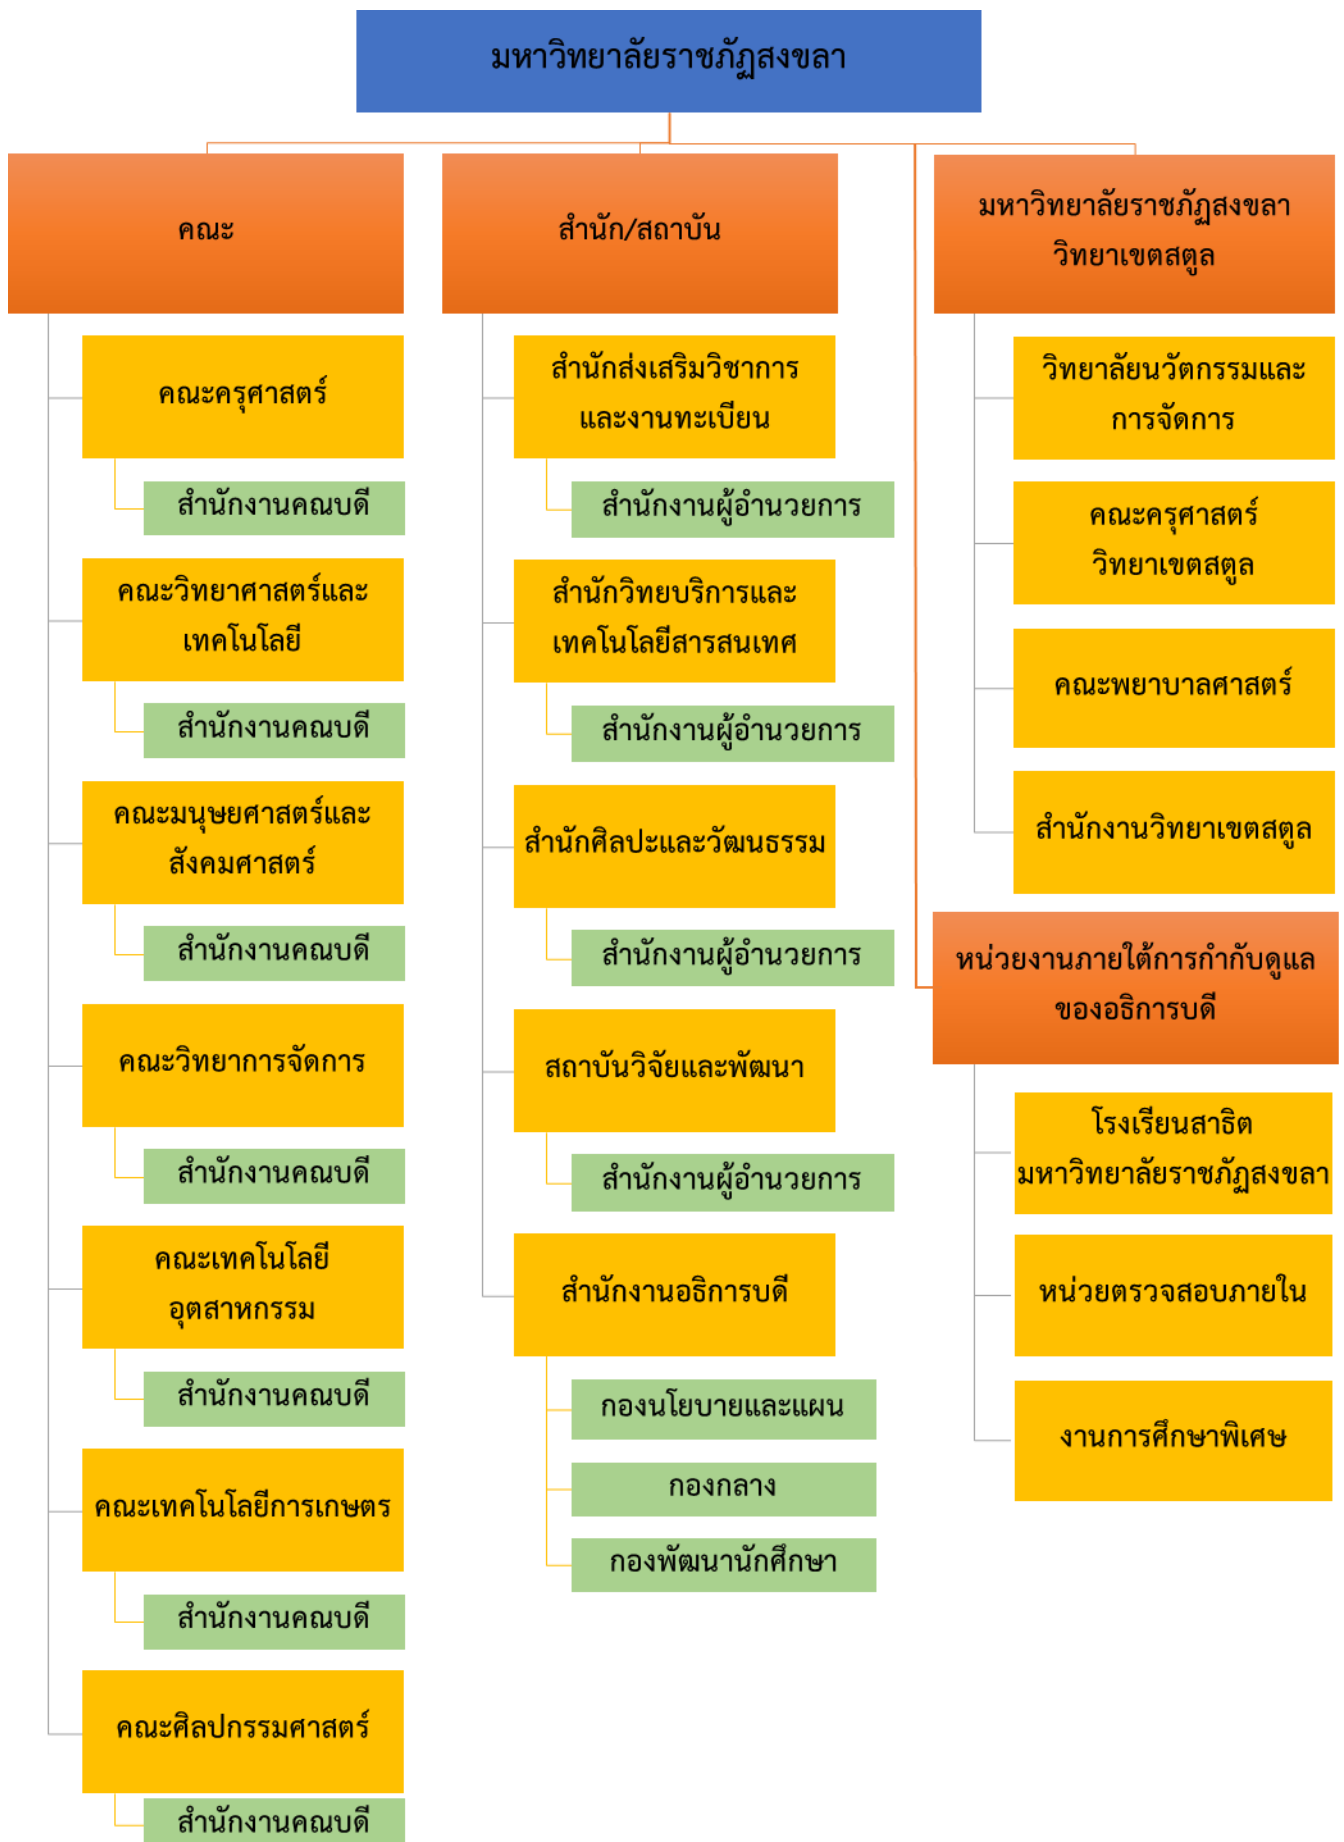 มหาวิทยาลัยราชภัฏสงขลา
คณะ
คณะครุศาสตร์
สำนักงานคณบดี
คณะวิทยาศาสตร์และ
เทคโนโลยี
สำนักงานคณบดี
คณะมนุษยศาสตร์และ
สังคมศาสตร์
สำนักงานคณบดี
คณะวิทยาการจัดการ
สำนักงานคณบดี
คณะเทคโนโลยี
อุตสาหกรรม
สำนักงานคณบดี
คณะเทคโนโลยีการเกษตร
สำนักงานคณบดี
คณะศิลปกรรมศาสตร์
สำนักงานคณบดี
สำนัก/สถาบัน
สำนักส่งเสริมวิชาการ
และงานทะเบียน
สำนักงานผู้อำนวยการ
สำนักวิทยบริการและ
เทคโนโลยีสารสนเทศ
สำนักงานผู้อำนวยการ
สำนักศิลปะและวัฒนธรรม
สำนักงานผู้อำนวยการ
สถาบันวิจัยและพัฒนา
สำนักงานผู้อำนวยการ
สำนักงานอธิการบดี
กองนโยบายและแผน
กองกลาง
กองพัฒนานักศึกษา
มหาวิทยาลัยราชภัฏสงขลา
วิทยาเขตสตูล
วิทยาลัยนวัตกรรมและ
การจัดการ
คณะครุศาสตร์
วิทยาเขตสตูล
คณะพยาบาลศาสตร์
สำนักงานวิทยาเขตสตูล
หน่วยงานภายใต้การกำกับดูแล
ของอธิการบดี
โรงเรียนสาธิต
มหาวิทยาลัยราชภัฏสงขลา
หน่วยตรวจสอบภายใน
งานการศึกษาพิเศษ